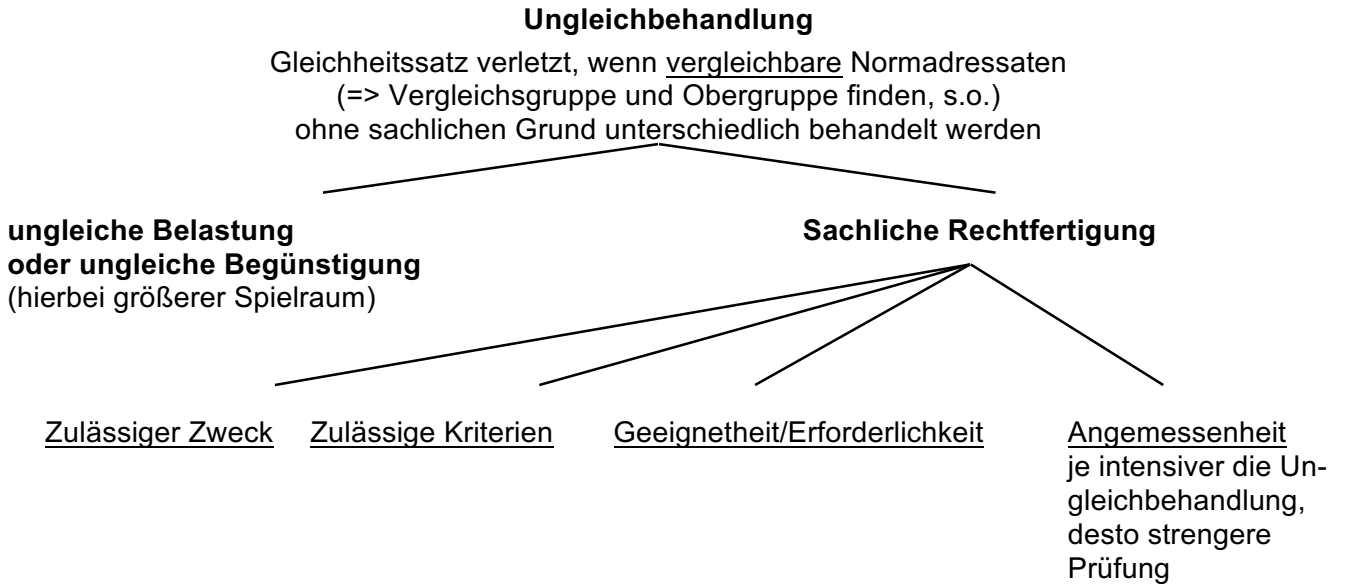 Ungleichbehandlung
Gleichheitssatz verletzt, wenn vergleichbare Normadressaten
(=> Vergleichsgruppe und Obergruppe finden, s.o.)
ohne sachlichen Grund unterschiedlich behandelt werden
ungleiche Belastung
oder ungleiche Begünstigung
(hierbei größerer Spielraum)
Sachliche Rechtfertigung
Zulässiger Zweck
Zulässige Kriterien
Geeignetheit/Erforderlichkeit
Angemessenheit
je intensiver die Un-
gleichbehandlung,
desto strengere
Prüfung